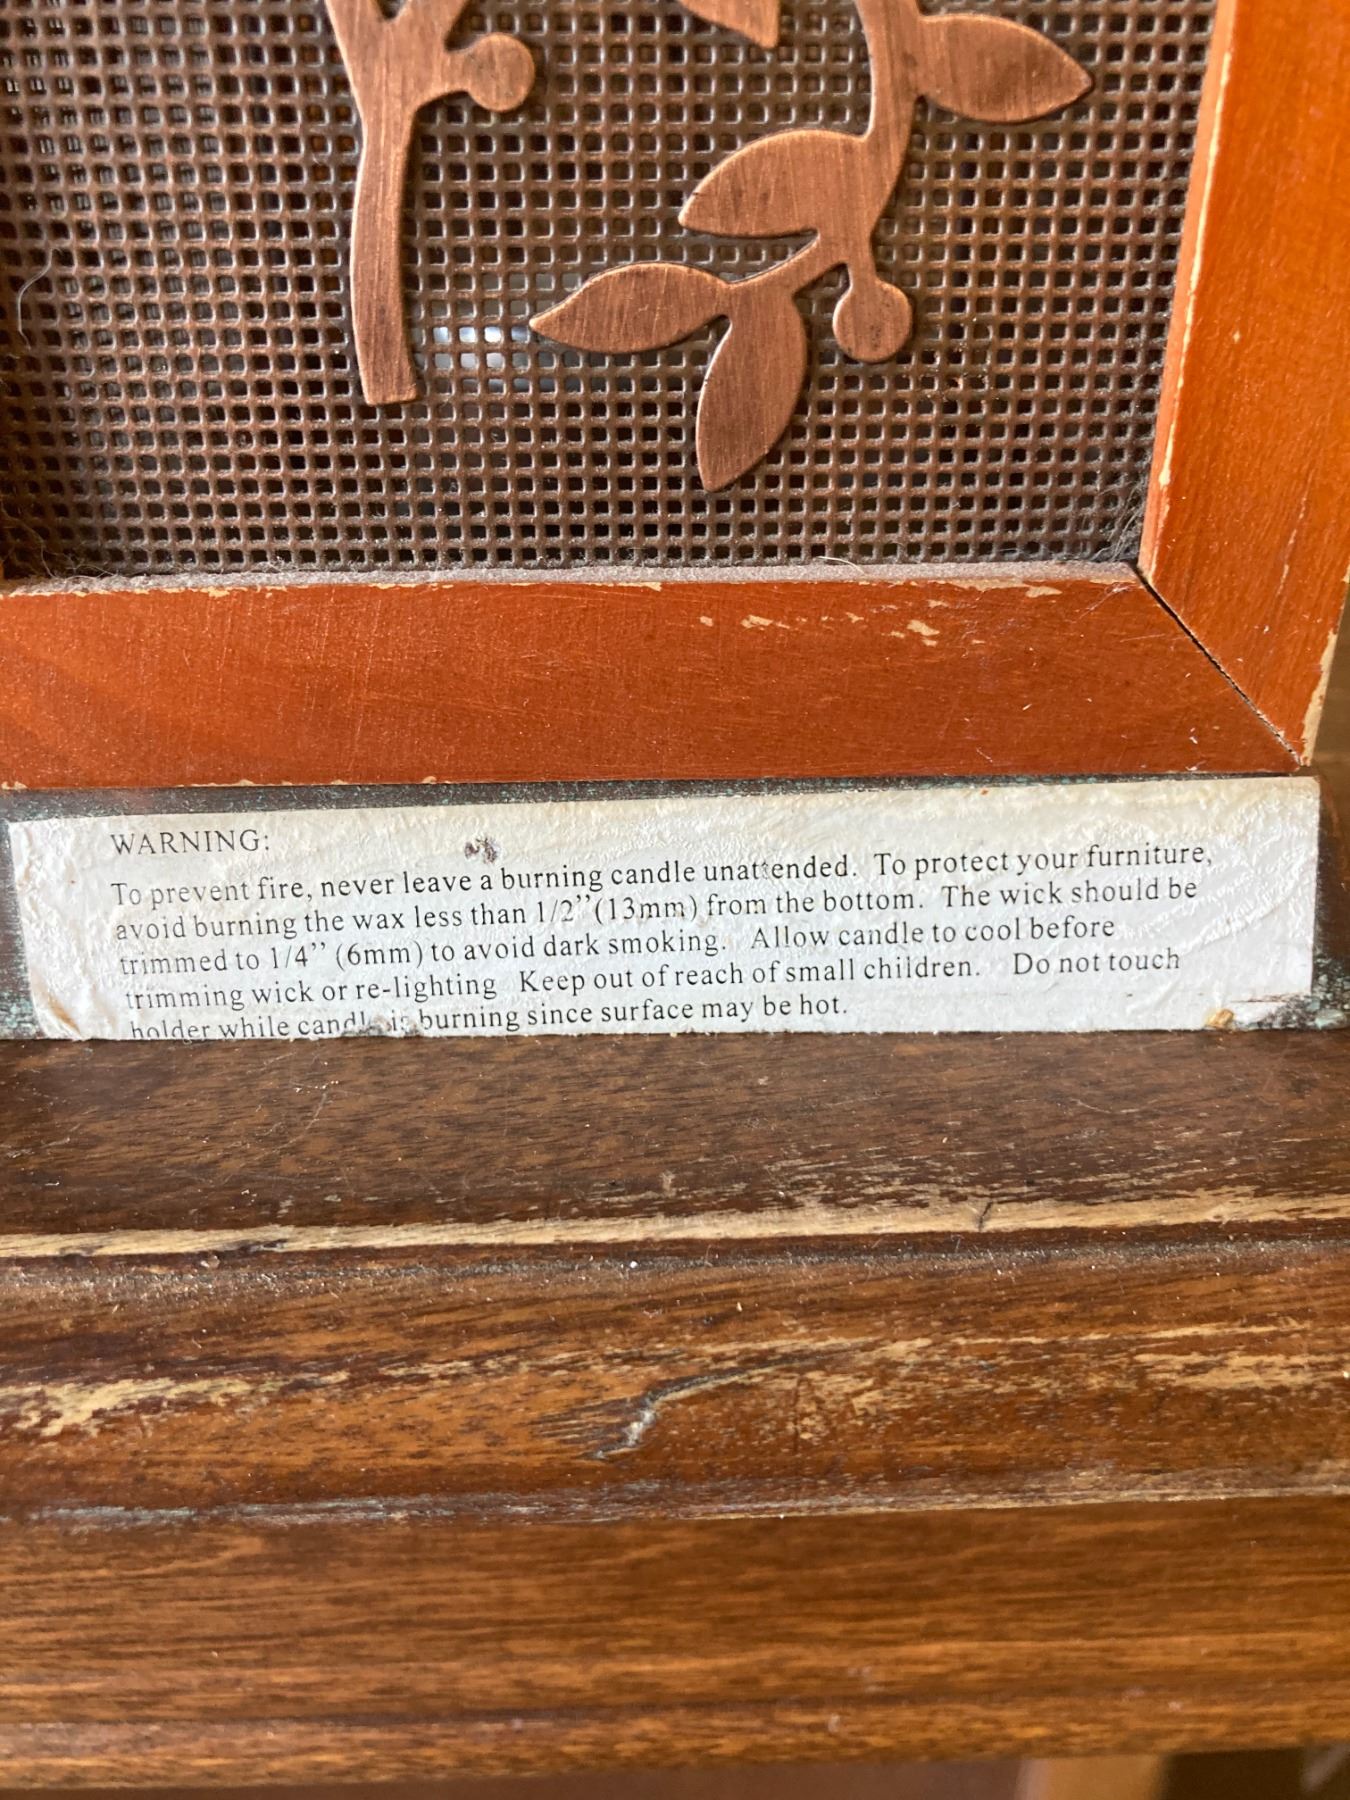 WARNING:
To prevent fire, never leave a burning candle unattended. To protect your furniture,
avoid burning the wax less than 1/2’’(13mm) from the bottom. The wick should be
trimmed to 1/4’’ (6mm) to avoid dark smoking. Allow candle to cool before
trimming wick or re-lighting Keep out of reach of small children. Do not touch
holder while candle is burning since surface may be hot.